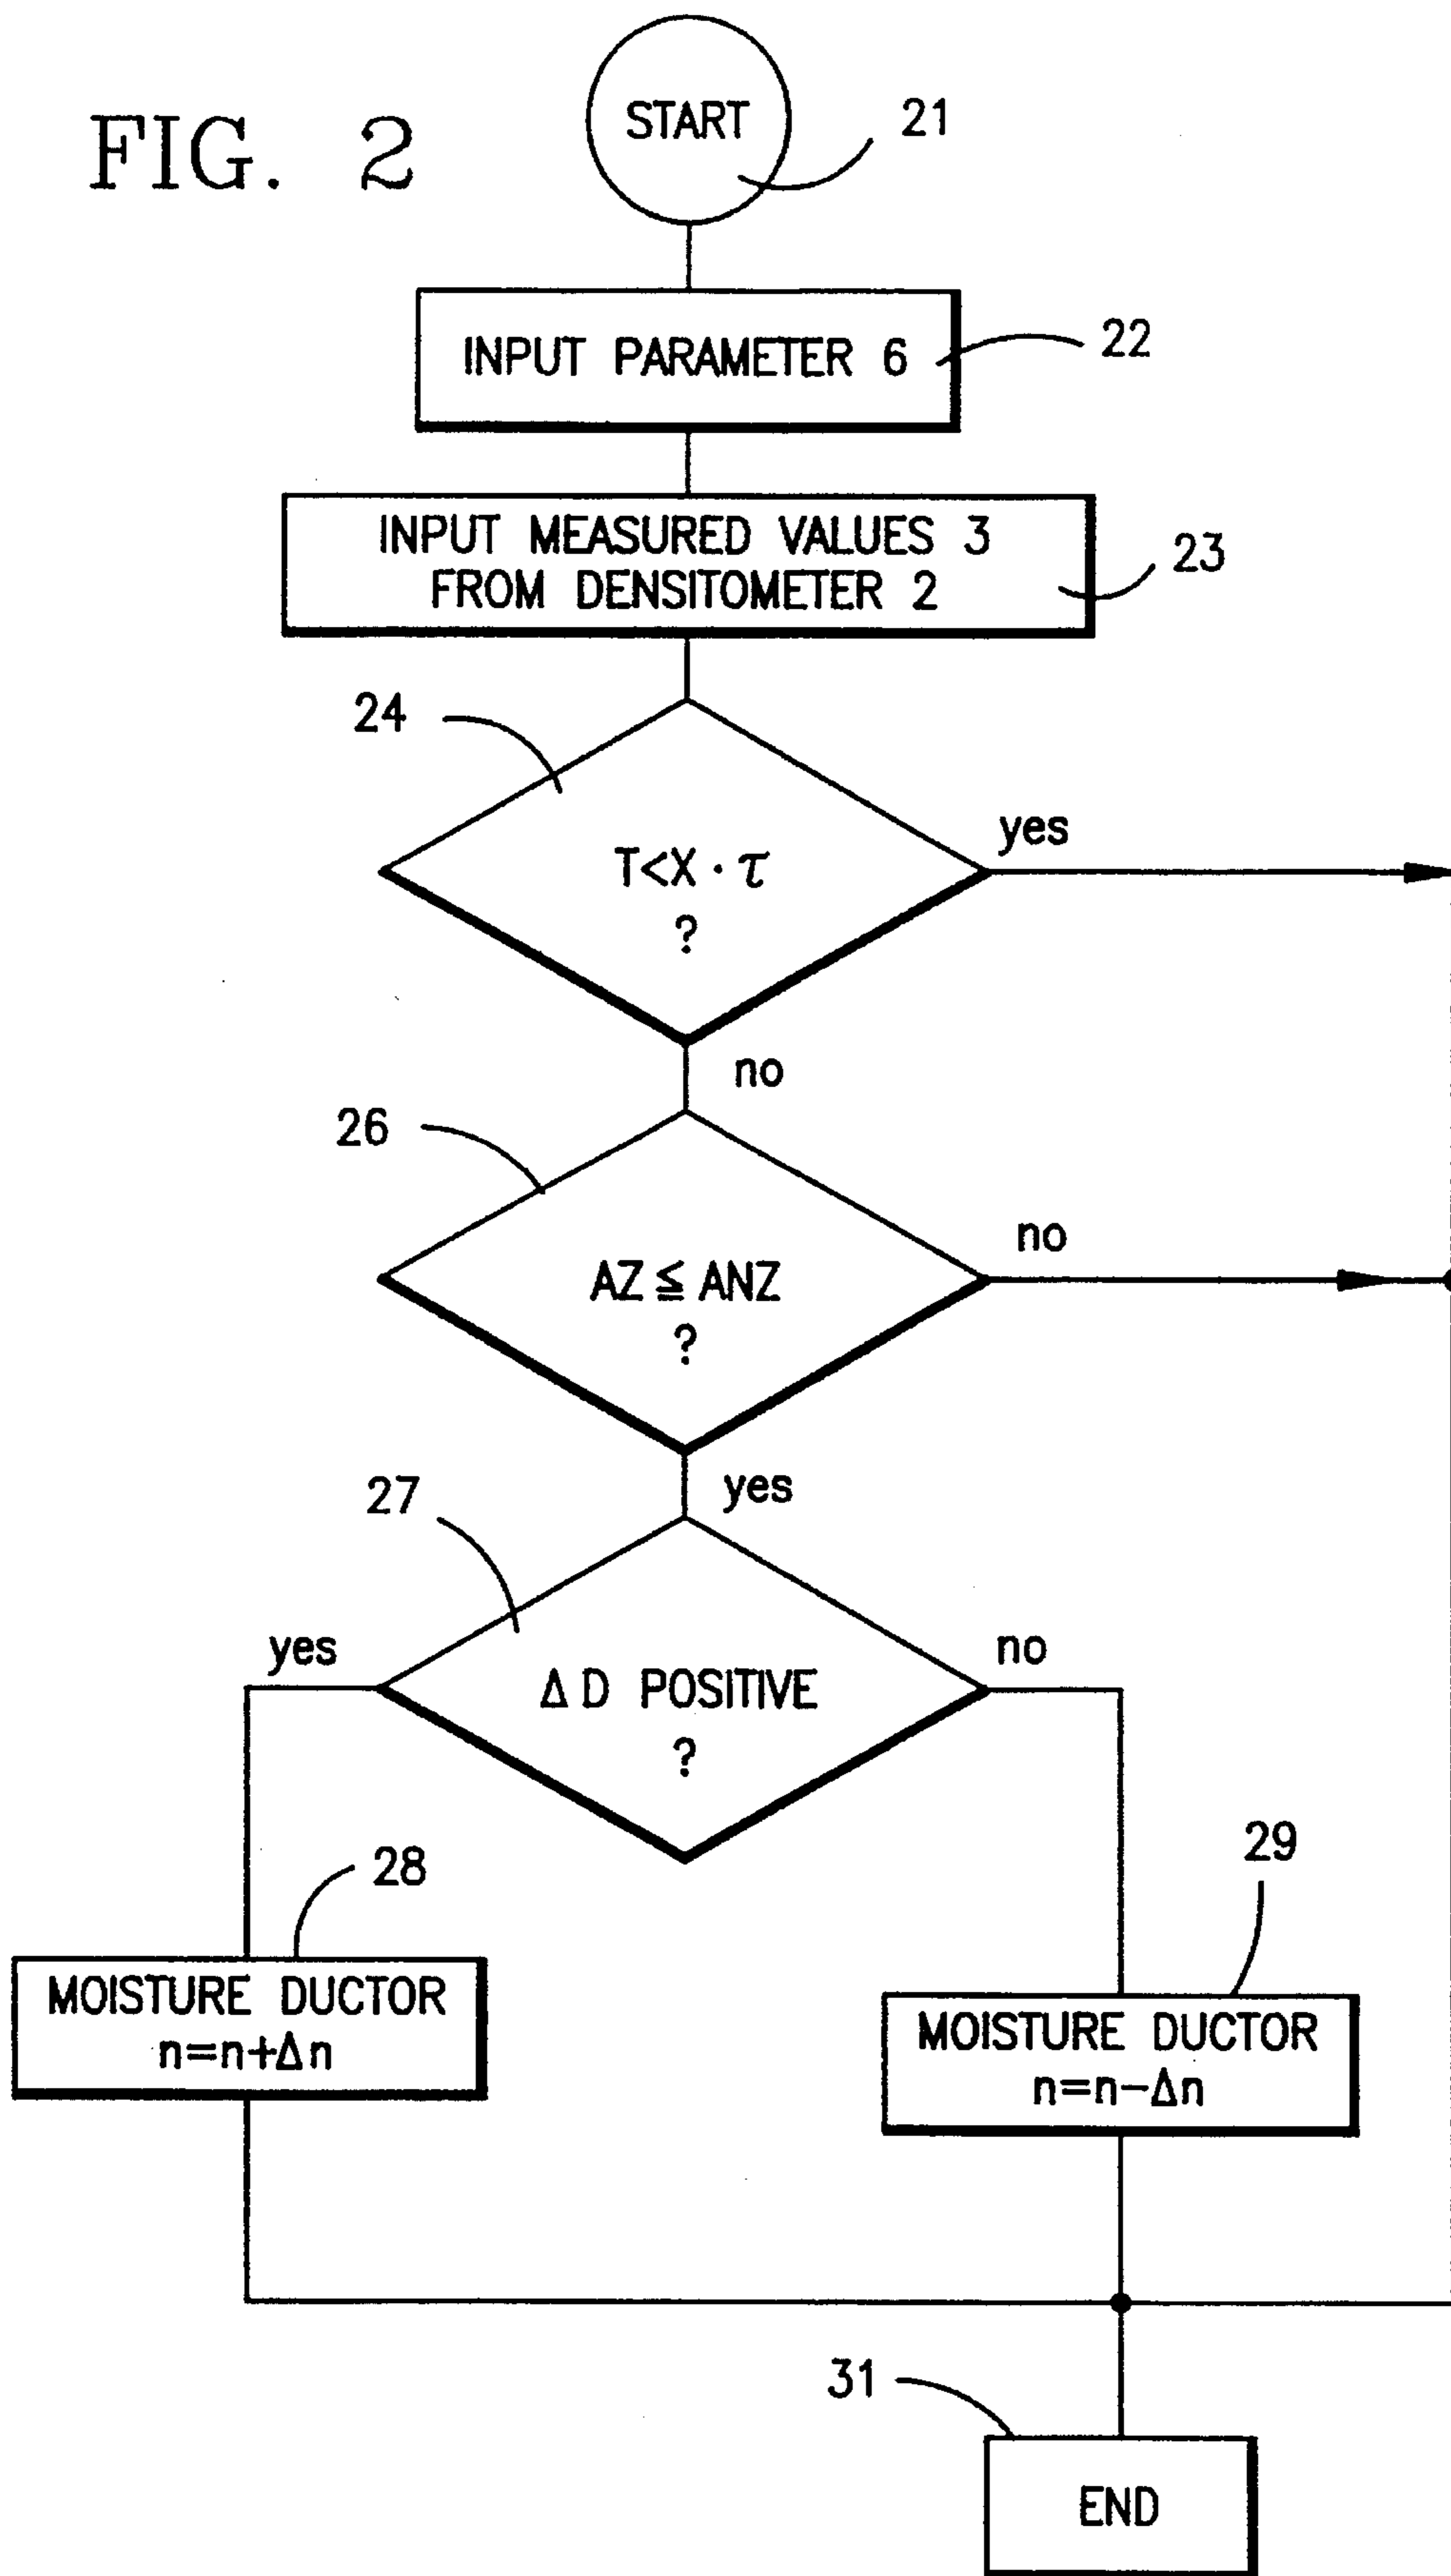 FIG. 2
START
21
INPUT PARAMETER 6
22
INPUT MEASURED VALUES 3
FROM DENSITOMETER 2
23
24
T<X · τ
?
yes
no
26
AZ ≦ ANZ
?
no
yes
27
Δ D POSITIVE
?
yes
no
28
MOISTURE DUCTOR
n=n+Δn
29
MOISTURE DUCTOR
n=n−Δn
31
END